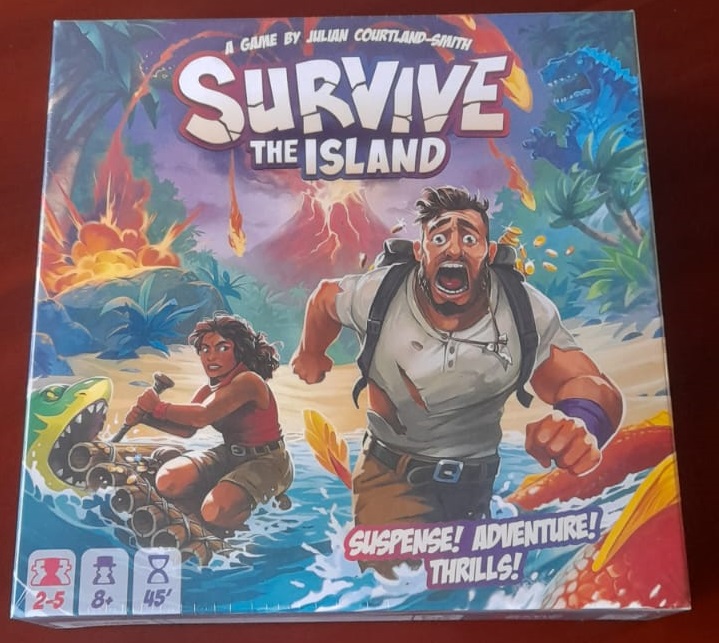 A GAME BY JULIAN COURTLAND-SMITH
SURVIVE
THE ISLAND
SUSPENSE! ADVENTURE!
THRILLS!
2-5 8+ 45'